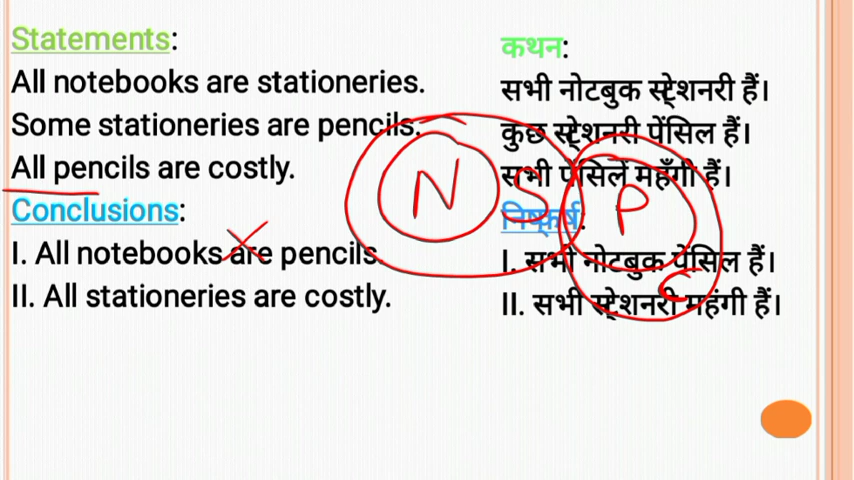 Statements:
All notebooks are stationeries.
Some stationeries are pencils.
All pencils are costly.
Conclusions:
I. All notebooks are pencils.
II. All stationeries are costly.
कथन:
सभी नोटबुक स्टेशनरी हैं।
कुछ स्टेशनरी पेंसिल हैं।
सभी पेंसिलें महँगी हैं।
निष्कर्ष:
I. सभी नोटबुक पेंसिल हैं।
II. सभी स्टेशनरी महंगी हैं।
N S P
C